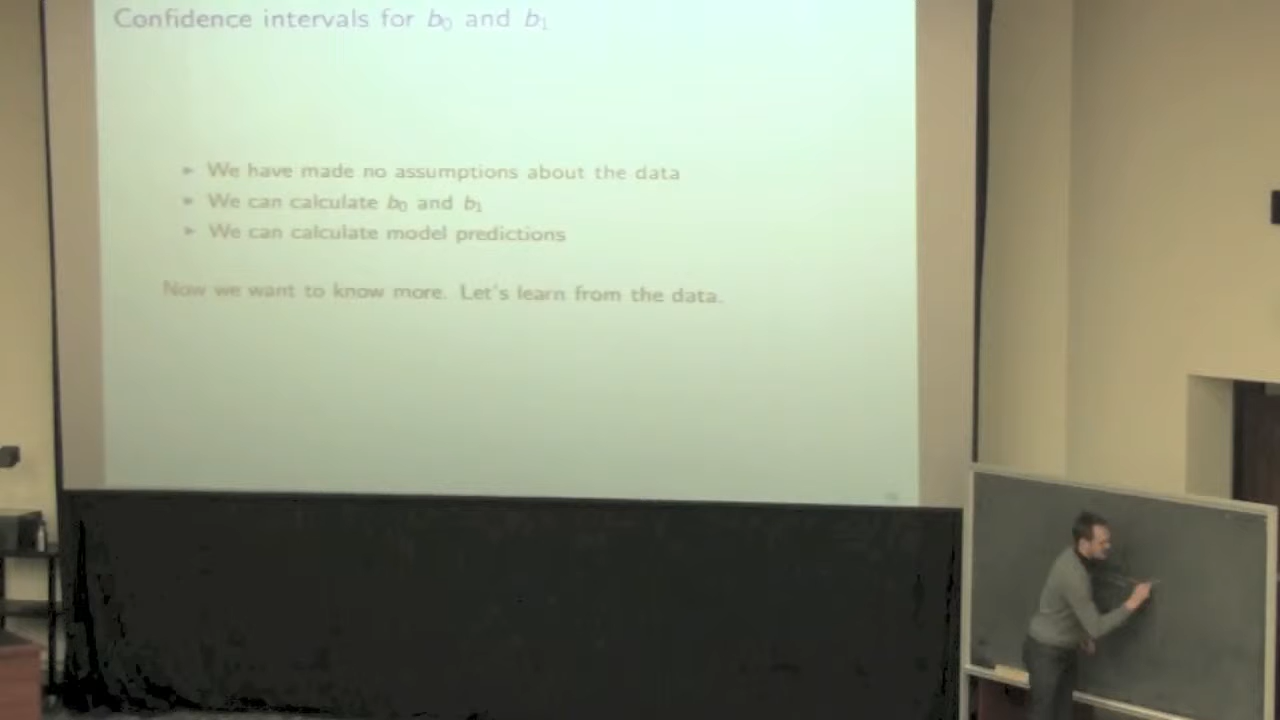 Confidence intervals for b₀ and b₁
► We have made no assumptions about the data
► We can calculate b₀ and b₁
► We can calculate model predictions
Now we want to know more. Let's learn from the data.